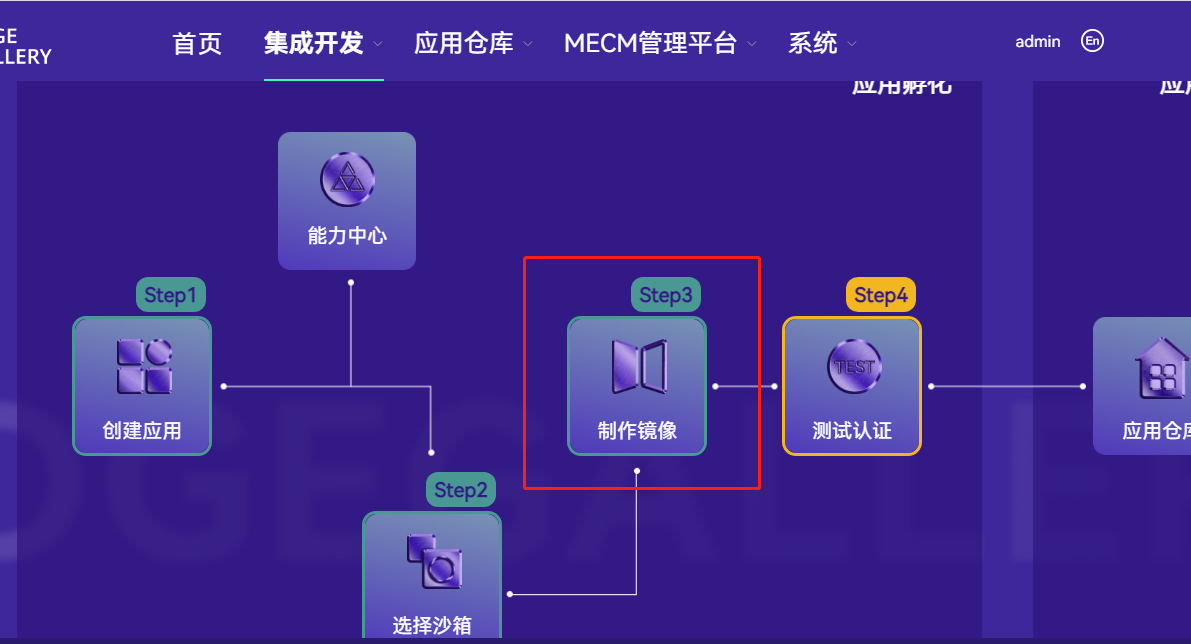 GE
LLERY
首页
集成开发
应用仓库
MECM管理平台
系统
admin
En
应用孵化
应用
能力中心
Step1
创建应用
Step2
选择沙箱
Step3
制作镜像
Step4
TEST
测试认证
应用仓库
DGEGALLER